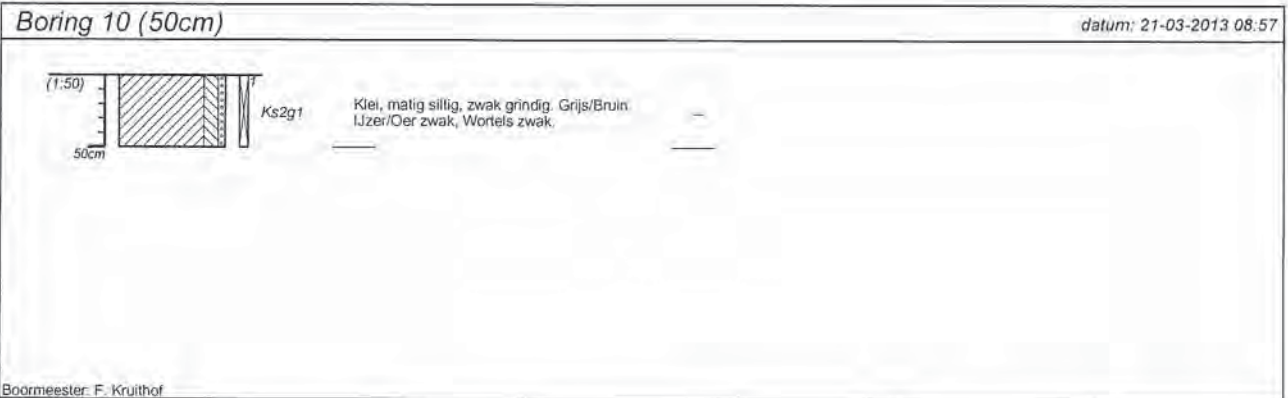 Boring 10 (50cm)
datum: 21-03-2013 08:57
(1:50)
1
Ks2g1
Klei, matig siltig, zwak grindig. Grijs/Bruin.
IJzer/Oer zwak, Wortels zwak.
50cm
Boormeester: F. Kruithof